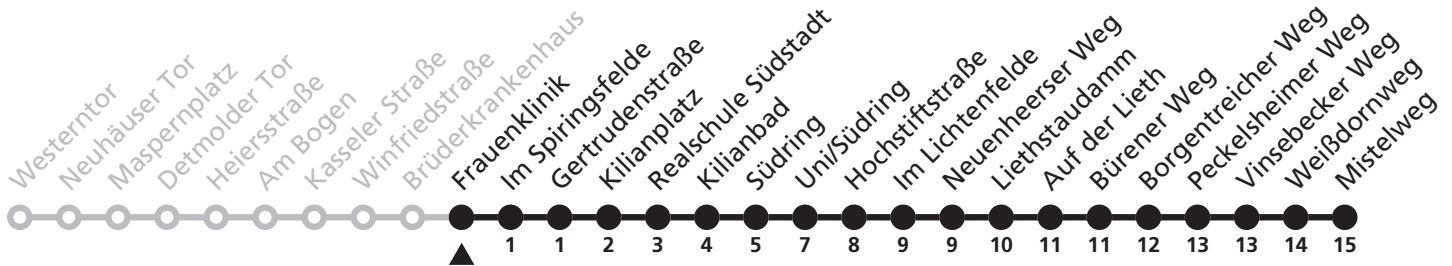 Westerntor
Neuhäuser Tor
Maspernplatz
Detmolder Tor
Heiersstraße
Am Bogen
Kasseler Straße
Winfriedstraße
Brüderkrankenhaus
Frauenklinik
Im Spiringsfelde
Gertrudenstraße
Kilianplatz
Realschule Südstadt
Kilianbad
Südring
Uni/Südring
Hochstiftstraße
Im Lichtenfelde
Neuenheerser Weg
Liethstaudamm
Auf der Lieth
Bürener Weg
Borgentreicher Weg
Peckelsheimer Weg
Vinsebecker Weg
Weißdornweg
Mistelweg
1 1 2 3 4 5 7 8 9 9 10 11 11 12 13 13 14 15